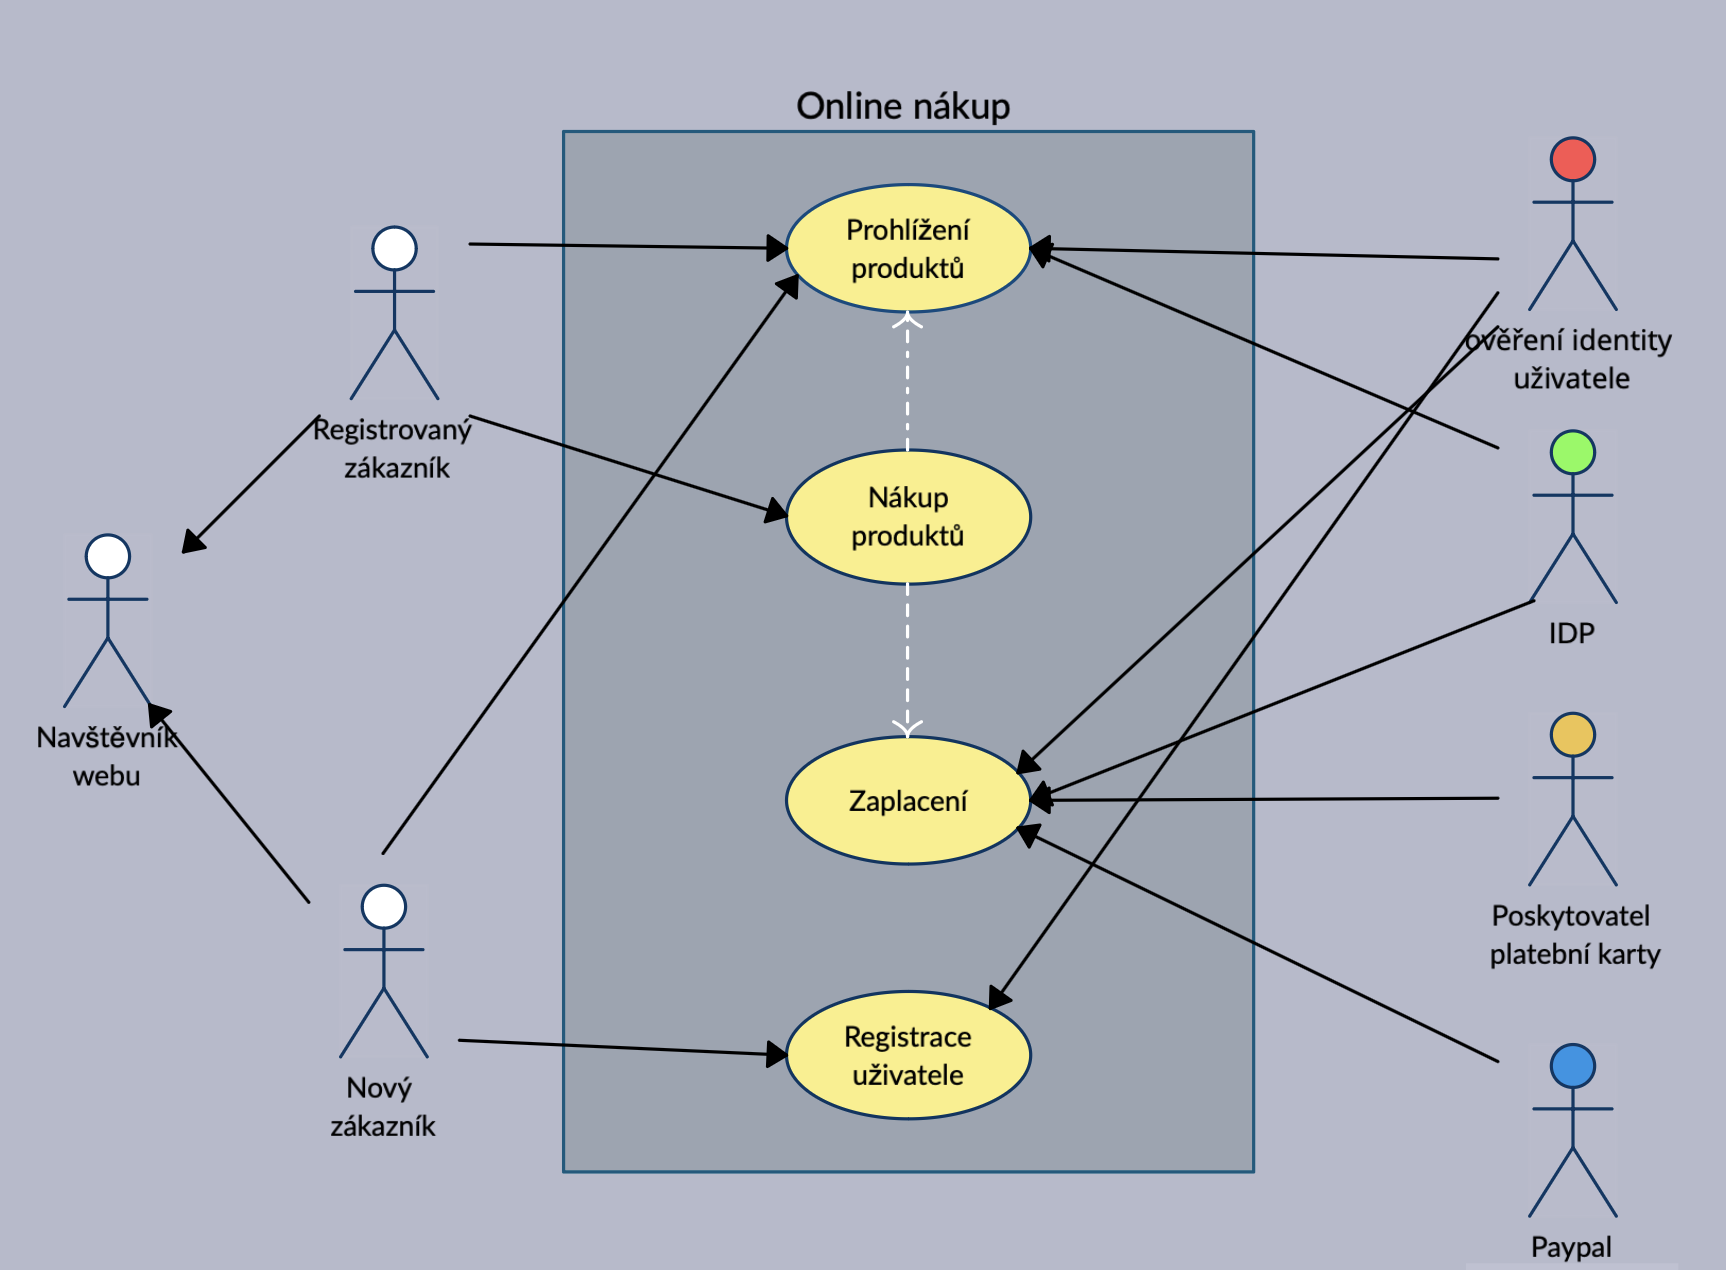 Online nákup
Prohlížení
produktů
Registrovaný
zákazník
ověření identity
uživatele
Nákup
produktů
IDP
Navštěvník
webu
Zaplacení
Poskytovatel
platební karty
Registrace
uživatele
Nový
zákazník
Paypal